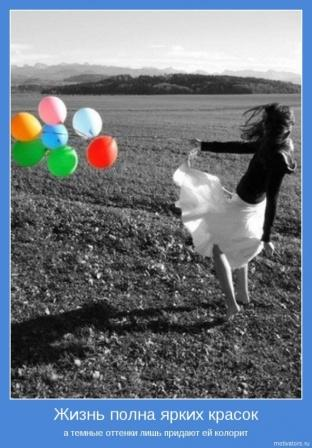 Жизнь полна ярких красок
а темные оттенки лишь придают ей колорит
motivators.ru